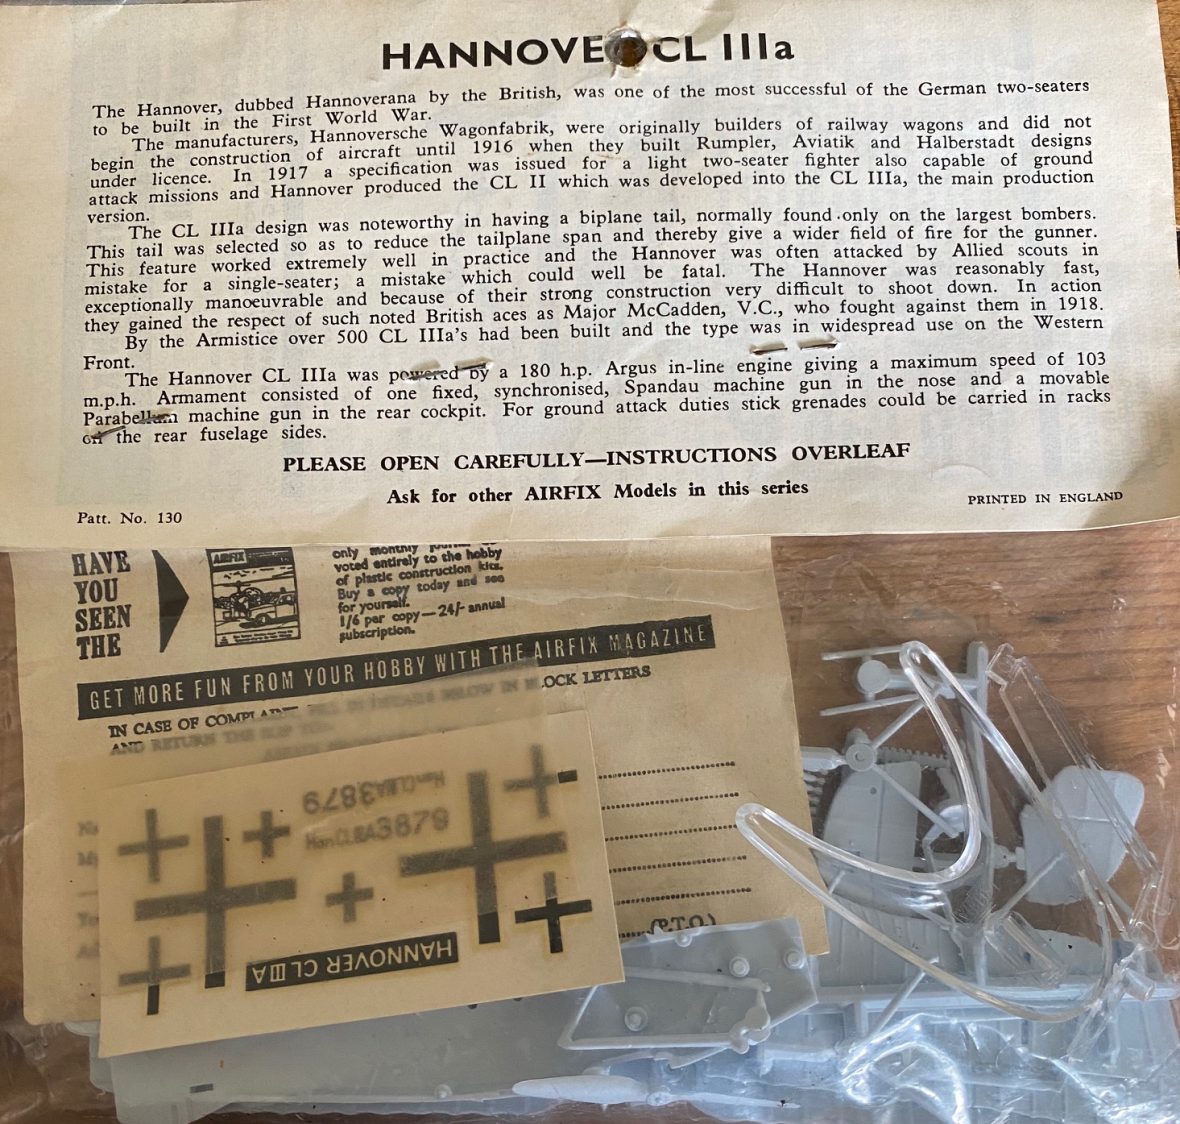 HANNOVE CL IIIa
The Hannover, dubbed Hannoverana by the British, was one of the most successful of the German two-seaters
to be built in the First World War.
The manufacturers, Hannoversche Wagonfabrik, were originally builders of railway wagons and did not
begin the construction of aircraft until 1916 when they built Rumpler, Aviatik and Halberstadt designs
under licence. In 1917 a specification was issued for a light two-seater fighter also capable of ground
attack missions and Hannover produced the CL II which was developed into the CL IIIa, the main production
version.
The CL IIIa design was noteworthy in having a biplane tail, normally found only on the largest bombers.
This tail was selected so as to reduce the tailplane span and thereby give a wider field of fire for the gunner.
This feature worked extremely well in practice and the Hannover was often attacked by Allied scouts in
mistake for a single-seater; a mistake which could well be fatal. The Hannover was reasonably fast,
exceptionally manoeuvrable and because of their strong construction very difficult to shoot down. In action
they gained the respect of such noted British aces as Major McCadden, V.C., who fought against them in 1918.
By the Armistice over 500 CL IIIa's had been built and the type was in widespread use on the Western
Front.
The Hannover CL IIIa was powered by a 180 h.p. Argus in-line engine giving a maximum speed of 103
m.p.h. Armament consisted of one fixed, synchronised, Spandau machine gun in the nose and a movable
Parabellum machine gun in the rear cockpit. For ground attack duties stick grenades could be carried in racks
on the rear fuselage sides.
PLEASE OPEN CAREFULLY—INSTRUCTIONS OVERLEAF
Ask for other AIRFIX Models in this series
Patt. No. 130
PRINTED IN ENGLAND
HAVE
YOU
SEEN
THE
AIRFIX
only monthly
voted entirely to the hobby
of plastic construction kits.
Buy a copy today and see
for yourself.
1/6 per copy—24/- annual
subscription.
GET MORE FUN FROM YOUR HOBBY WITH THE AIRFIX MAGAZINE
IN CASE OF COMPLAINT, BLOCK LETTERS
AND RETURN THE
(P.T.O.)
Han.CLIIIA3879
Han.CLIIIA3879
HANNOVER CL IIIA